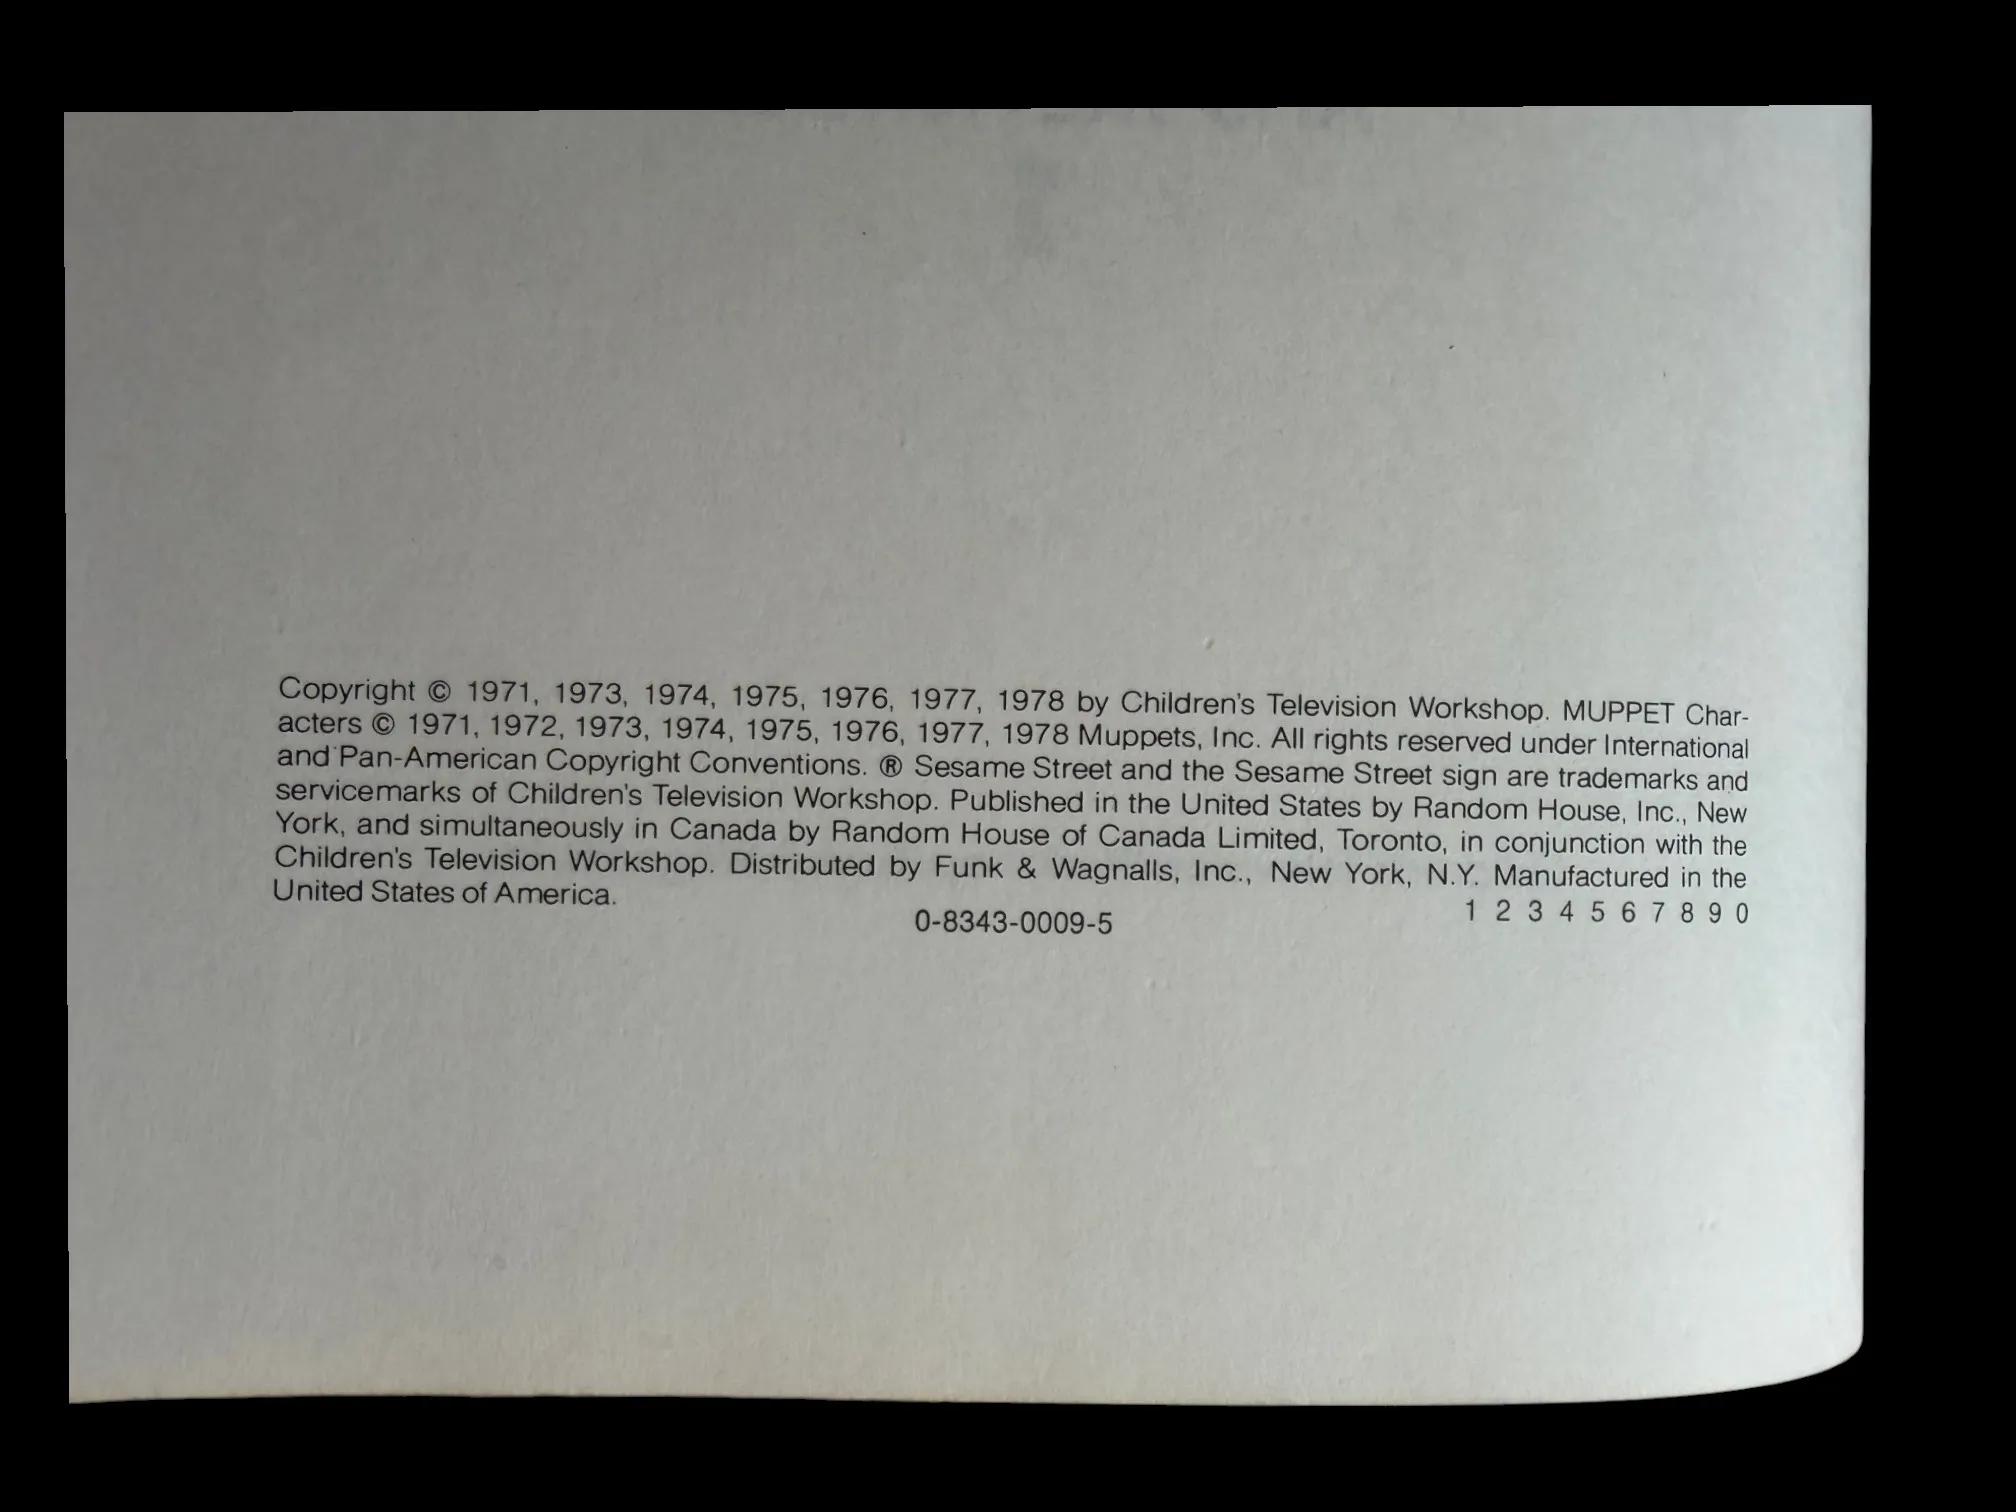 Copyright © 1971, 1973, 1974, 1975, 1976, 1977, 1978 by Children's Television Workshop. MUPPET Char-
acters © 1971, 1972, 1973, 1974, 1975, 1976, 1977, 1978 Muppets, Inc. All rights reserved under International
and Pan-American Copyright Conventions. ® Sesame Street and the Sesame Street sign are trademarks and
servicemarks of Children's Television Workshop. Published in the United States by Random House, Inc., New
York, and simultaneously in Canada by Random House of Canada Limited, Toronto, in conjunction with the
Children's Television Workshop. Distributed by Funk & Wagnalls, Inc., New York, N.Y. Manufactured in the
United States of America.
0-8343-0009-5
1 2 3 4 5 6 7 8 9 0